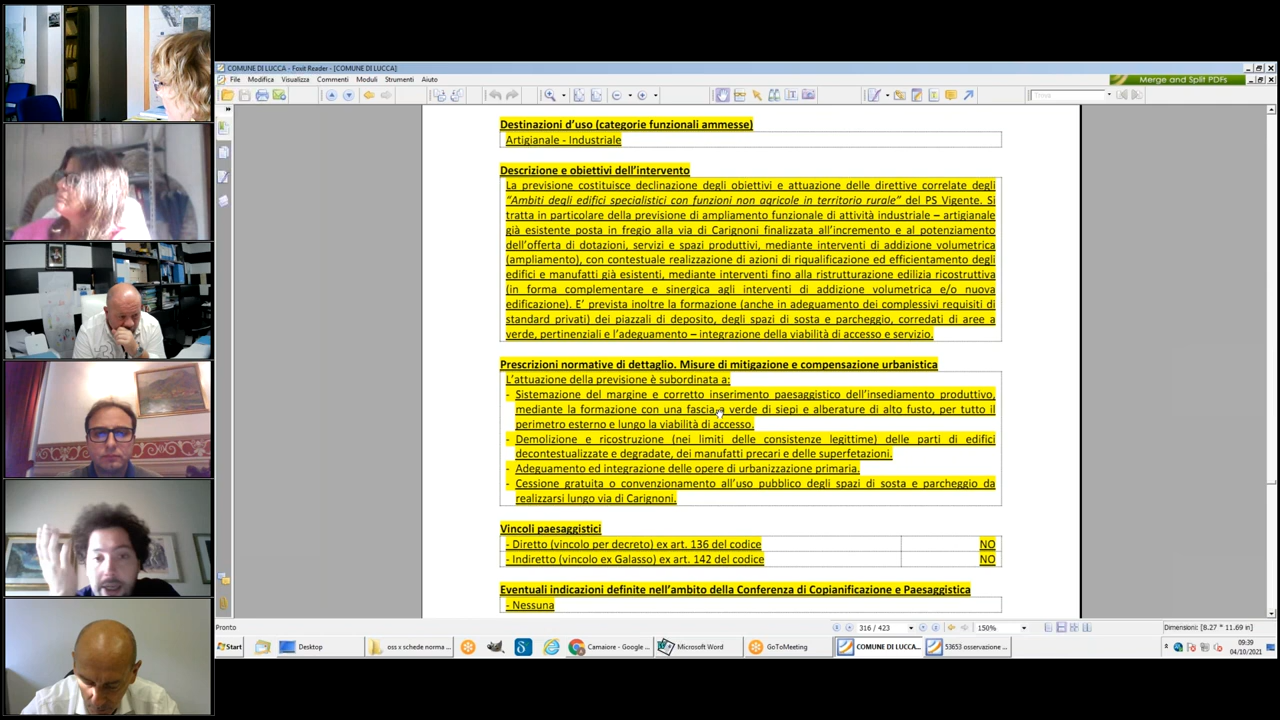 COMUNE DI LUCCA - Foxit Reader - [COMUNE DI LUCCA]
File Modifica Visualizza Commenti Moduli Strumenti Aiuto
Merge and Split PDFs
Trova
Destinazioni d'uso (categorie funzionali ammesse)
Artigianale - Industriale
Descrizione e obiettivi dell'intervento
La previsione costituisce declinazione degli obiettivi e attuazione delle direttive correlate degli
"Ambiti degli edifici specialistici con funzioni non agricole in territorio rurale" del PS Vigente. Si
tratta in particolare della previsione di ampliamento funzionale di attività industriale – artigianale
già esistente posta in fregio alla via di Carignoni finalizzata all'incremento e al potenziamento
dell'offerta di dotazioni, servizi e spazi produttivi, mediante interventi di addizione volumetrica
(ampliamento), con contestuale realizzazione di azioni di riqualificazione ed efficientamento degli
edifici e manufatti già esistenti, mediante interventi fino alla ristrutturazione edilizia ricostruttiva
(in forma complementare e sinergica agli interventi di addizione volumetrica e/o nuova
edificazione). E' prevista inoltre la formazione (anche in adeguamento dei complessivi requisiti di
standard privati) dei piazzali di deposito, degli spazi di sosta e parcheggio, corredati di aree a
verde, pertinenziali e l'adeguamento – integrazione della viabilità di accesso e servizio.
Prescrizioni normative di dettaglio. Misure di mitigazione e compensazione urbanistica
L'attuazione della previsione è subordinata a:
- Sistemazione del margine e corretto inserimento paesaggistico dell'insediamento produttivo,
mediante la formazione con una fascia a verde di siepi e alberature di alto fusto, per tutto il
perimetro esterno e lungo la viabilità di accesso.
- Demolizione e ricostruzione (nei limiti delle consistenze legittime) delle parti di edifici
decontestualizzate e degradate, dei manufatti precari e delle superfetazioni.
- Adeguamento ed integrazione delle opere di urbanizzazione primaria.
- Cessione gratuita o convenzionamento all'uso pubblico degli spazi di sosta e parcheggio da
realizzarsi lungo via di Carignoni.
Vincoli paesaggistici
- Diretto (vincolo per decreto) ex art. 136 del codice NO
- Indiretto (vincolo ex Galasso) ex art. 142 del codice NO
Eventuali indicazioni definite nell'ambito della Conferenza di Copianificazione e Paesaggistica
- Nessuna
Pronto 316 / 423 150% Dimensioni: [8.27 * 11.69 in]
Start Desktop oss x schede norma ... Camaiore - Google ... Microsoft Word GoToMeeting COMUNE DI LUCCA... 53653 osservazione ... 09:39
04/10/2021